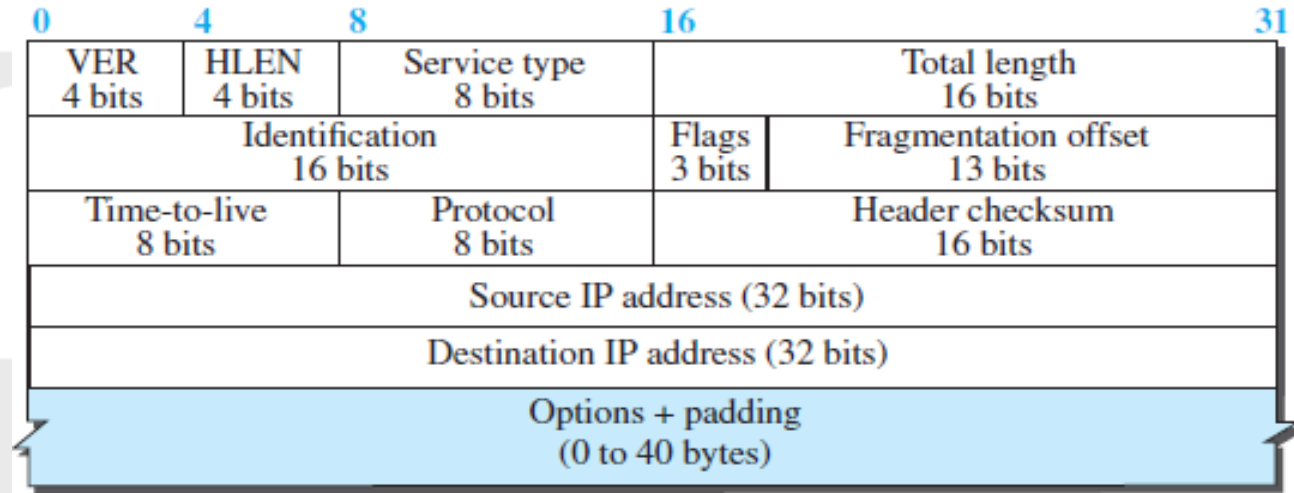 0 4 8 16 31
VER HLEN Service type Total length
4 bits 4 bits 8 bits 16 bits
Identification Flags Fragmentation offset
16 bits 3 bits 13 bits
Time-to-live Protocol Header checksum
8 bits 8 bits 16 bits
Source IP address (32 bits)
Destination IP address (32 bits)
Options + padding
(0 to 40 bytes)